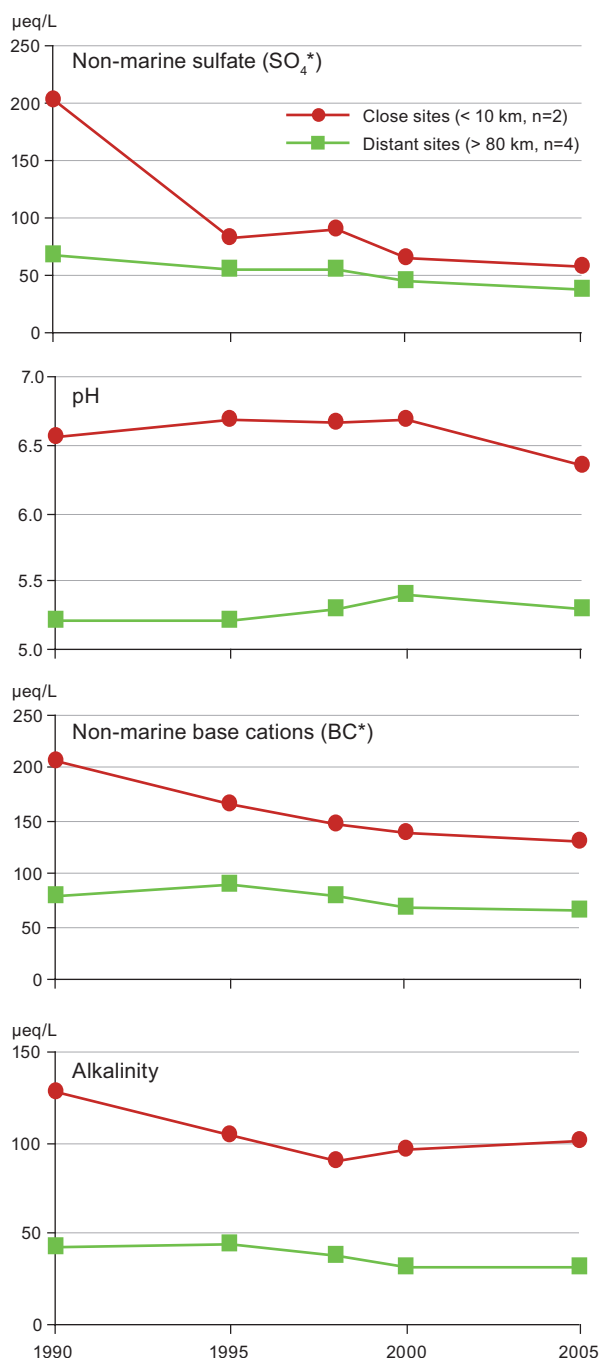 µeq/L
250
Non-marine sulfate (SO₄*)
200
Close sites (< 10 km, n=2)
Distant sites (> 80 km, n=4)
150
100
50
0
7.0
pH
6.5
6.0
5.5
5.0
µeq/L
250
Non-marine base cations (BC*)
200
150
100
50
0
µeq/L
150
Alkalinity
100
50
0
1990 1995 2000 2005